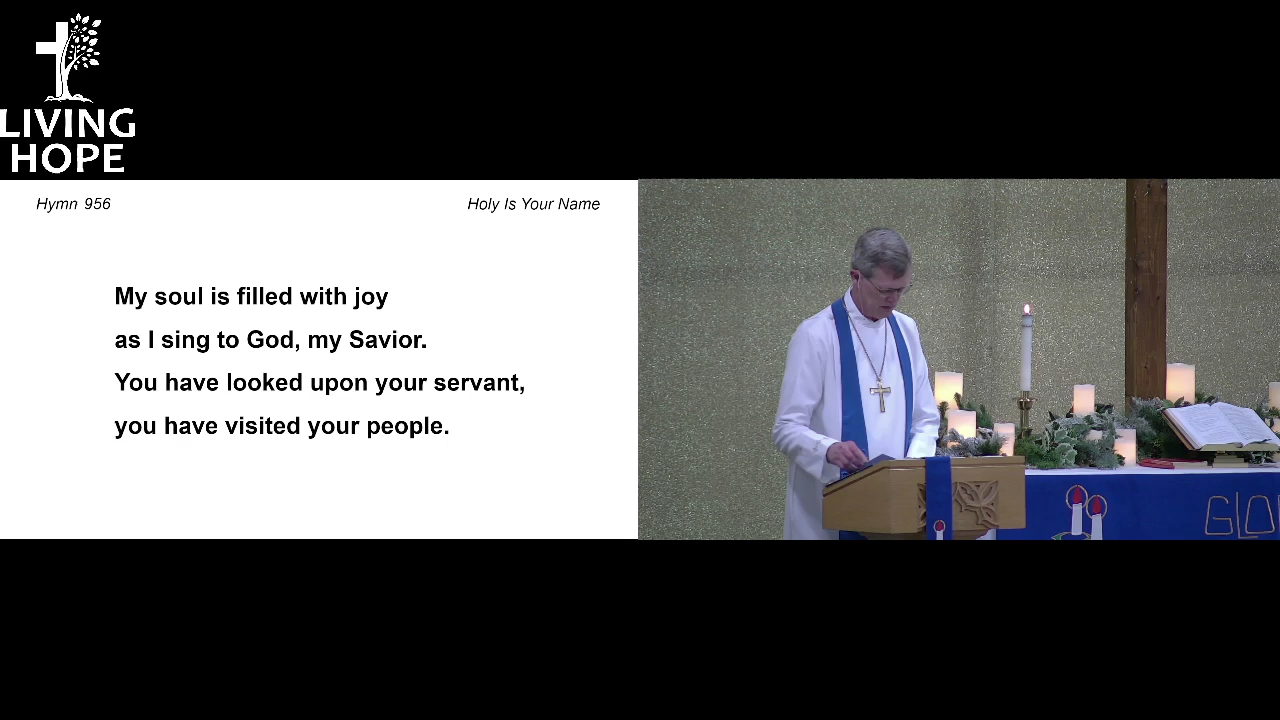 LIVING
HOPE
Hymn 956
Holy Is Your Name
My soul is filled with joy
as I sing to God, my Savior.
You have looked upon your servant,
you have visited your people.